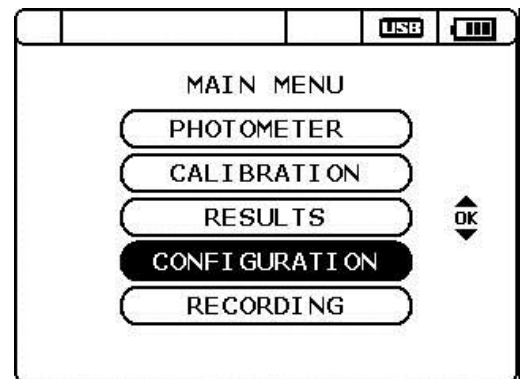 USB
MAIN MENU
PHOTOMETER
CALIBRATION
RESULTS
OK
CONFIGURATION
RECORDING